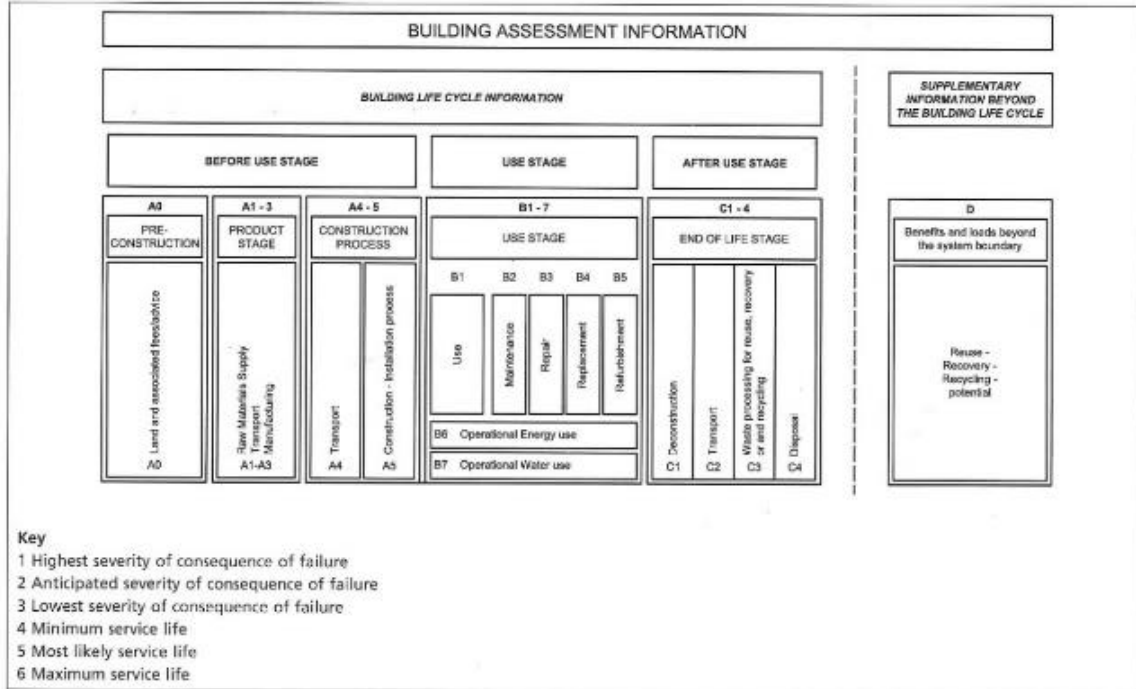 BUILDING ASSESSMENT INFORMATION
BUILDING LIFE CYCLE INFORMATION
SUPPLEMENTARY
INFORMATION BEYOND
THE BUILDING LIFE CYCLE
BEFORE USE STAGE
USE STAGE
AFTER USE STAGE
A0
PRE-
CONSTRUCTION
Land and associated fees/advice
A0
A1 - 3
PRODUCT
STAGE
Raw Materials Supply
Transport
Manufacturing
A1-A3
A4 - 5
CONSTRUCTION
PROCESS
Transport
A4
Construction - Installation process
A5
B1 - 7
USE STAGE
B1
Use
B2
Maintenance
B3
Repair
B4
Replacement
B5
Refurbishment
B6 Operational Energy use
B7 Operational Water use
C1 - 4
END OF LIFE STAGE
Deconstruction
C1
Transport
C2
Waste processing for reuse, recovery
or and recycling
C3
Disposal
C4
D
Benefits and loads beyond
the system boundary
Reuse -
Recovery -
Recycling -
potential
Key
1 Highest severity of consequence of failure
2 Anticipated severity of consequence of failure
3 Lowest severity of consequence of failure
4 Minimum service life
5 Most likely service life
6 Maximum service life